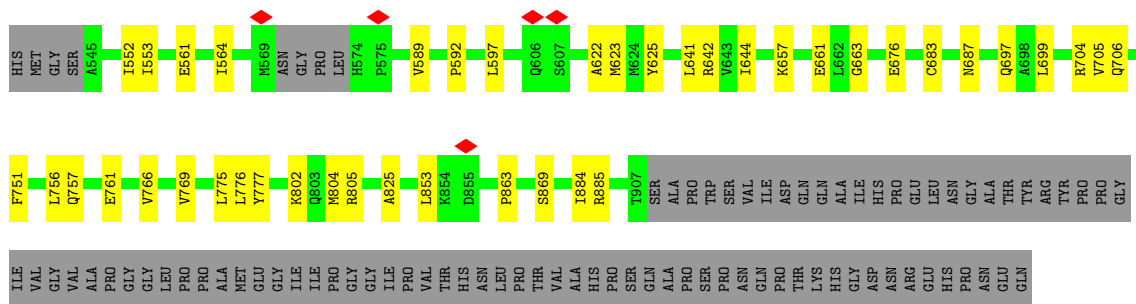 HIS MET GLY SER A545 I552 I553 E561 I564 M569 ASN GLY PRO LEU H574 P575 V589 P592 L597 Q606 S607 A622 M623 M624 Y625 L641 R642 V643 I644 K657 E661 L662 G663 E676 C683 N687 Q697 A698 L699 R704 V705 Q706
F751 L756 Q757 E761 V766 V769 L775 L776 Y777 K802 Q803 M804 R805 A825 L853 K854 D855 P863 S869 I884 R885 T907 SER ALA PRO TRP SER VAL ILE ASP GLN GLN ALA ILE HIS PRO GLU LEU ASN GLY ALA THR TYR ARG TYR PRO PRO GLY
ILE VAL GLY VAL ALA PRO GLY GLY LEU PRO PRO ALA MET GLU GLY ILE ILE PRO GLY GLY ILE PRO VAL THR HIS ASN LEU PRO THR VAL ALA HIS PRO SER GLN ALA PRO SER PRO ASN GLN PRO THR LYS HIS GLY ASP ASN ARG GLU HIS PRO ASN GLU GLN